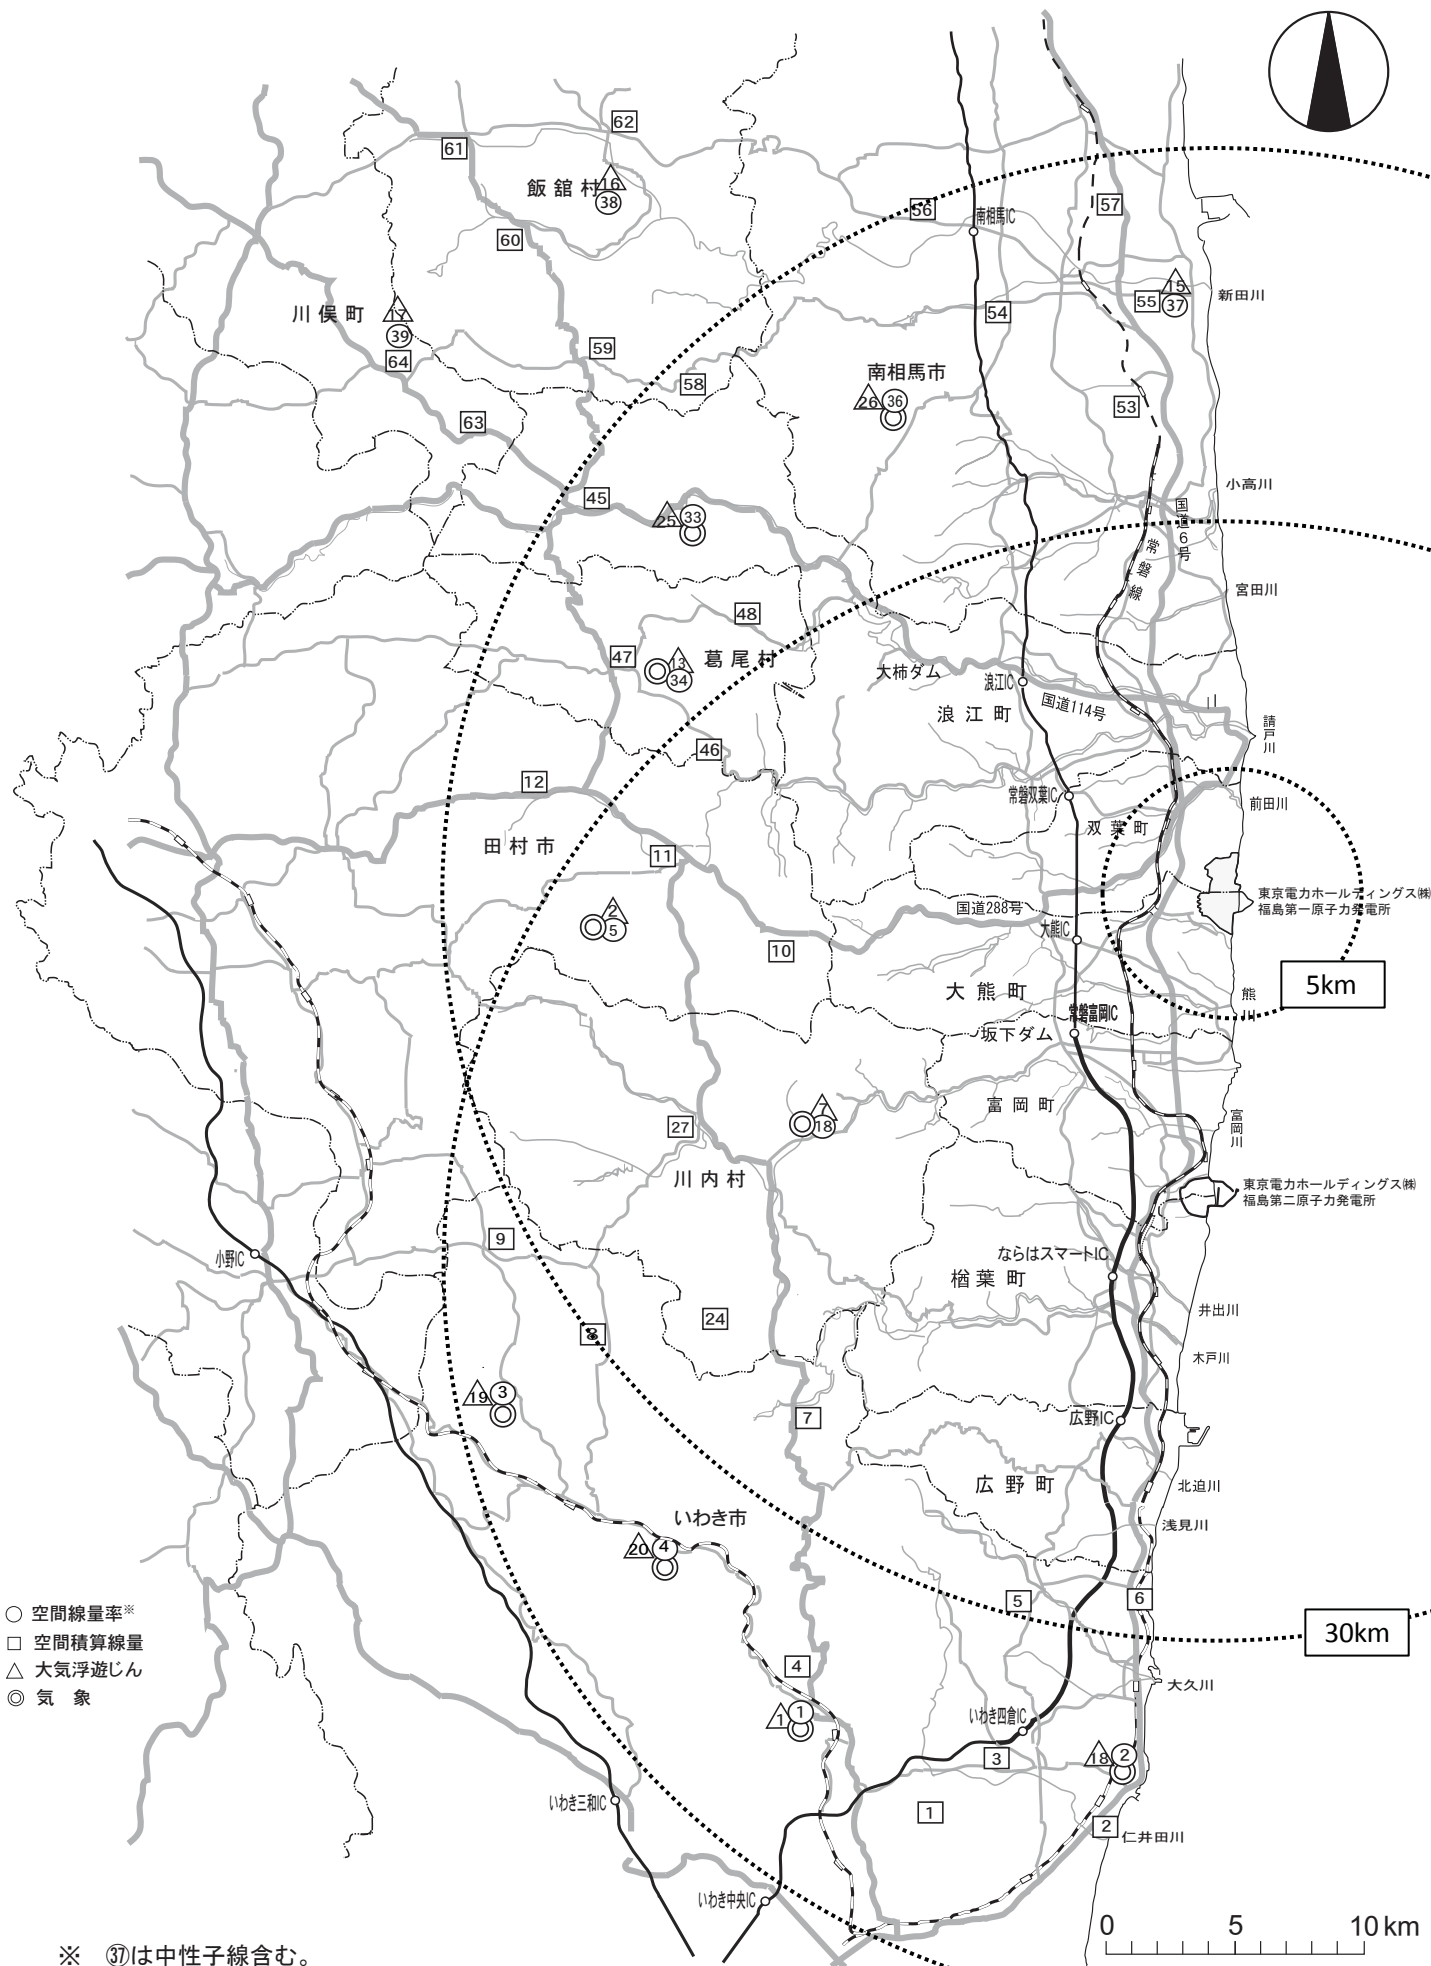 62
61
飯舘村
16
38
60
56
南相馬IC
57
15
55
37
新田川
川俣町
17
39
64
59
58
54
南相馬市
26
36
53
63
45
25
33
小高川
国道6号
常磐線
宮田川
48
47
13
34
葛尾村
大柿ダム
浪江IC
国道114号
川
請戸川
浪江町
46
12
常磐双葉IC
双葉町
前田川
田村市
11
2
5
東京電力ホールディングス㈱
福島第一原子力発電所
国道288号
大熊IC
10
5km
大熊町
熊川
常磐富岡IC
坂下ダム
富岡町
7
18
27
富岡川
川内村
東京電力ホールディングス㈱
福島第二原子力発電所
小野IC
9
ならはスマートIC
楢葉町
24
8
井出川
木戸川
19
3
7
広野IC
広野町
北迫川
いわき市
浅見川
20
4
5
6
30km
○ 空間線量率※
□ 空間積算線量
△ 大気浮遊じん
◎ 気 象
4
大久川
1
1
いわき四倉IC
3
18
2
いわき三和IC
1
2
仁井田川
いわき中央IC
0 5 10km
※ ㊲は中性子線含む。